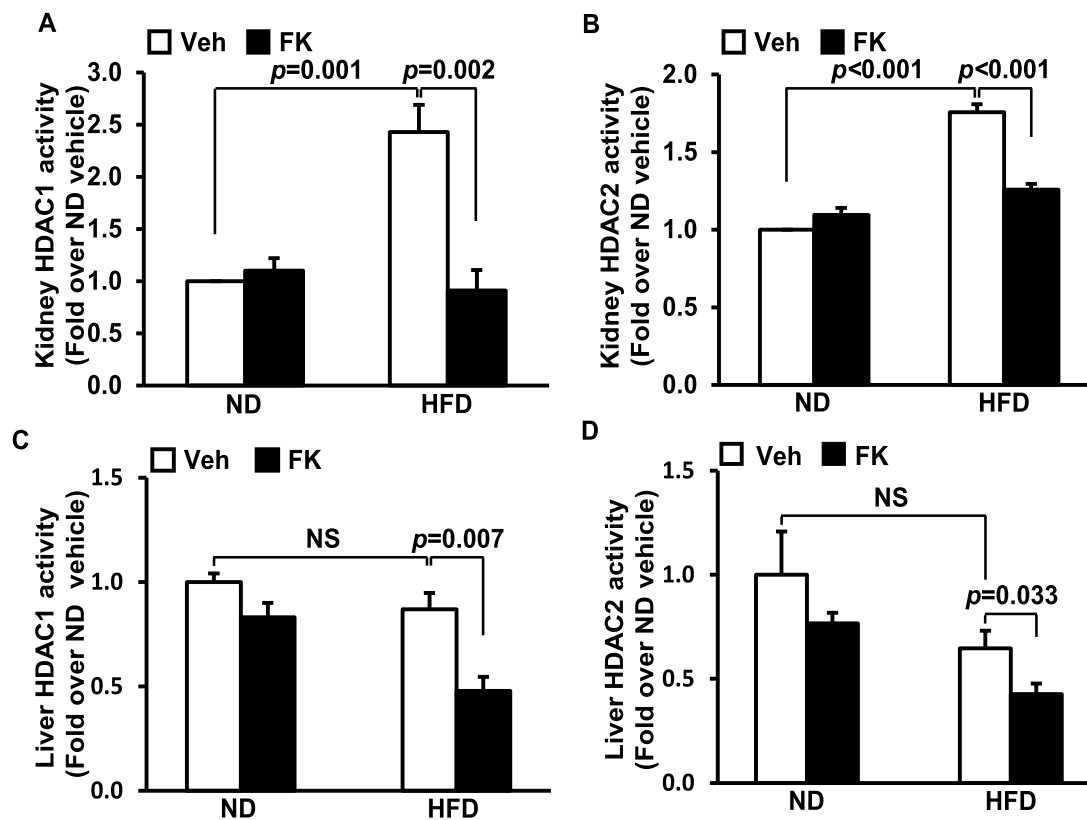 A
Veh FK
p=0.001 p=0.002
3.0
2.5
2.0
1.5
1.0
0.5
0.0
Kidney HDAC1 activity
(Fold over ND vehicle)
ND HFD
B
Veh FK
p<0.001 p<0.001
2.0
1.5
1.0
0.5
0.0
Kidney HDAC2 activity
(Fold over ND vehicle)
ND HFD
C
Veh FK
1.5
1.0
0.5
0.0
NS p=0.007
Liver HDAC1 activity
(Fold over ND vehicle)
ND HFD
D
Veh FK
1.5
1.0
0.5
0.0
NS
p=0.033
Liver HDAC2 activity
(Fold over ND vehicle)
ND HFD